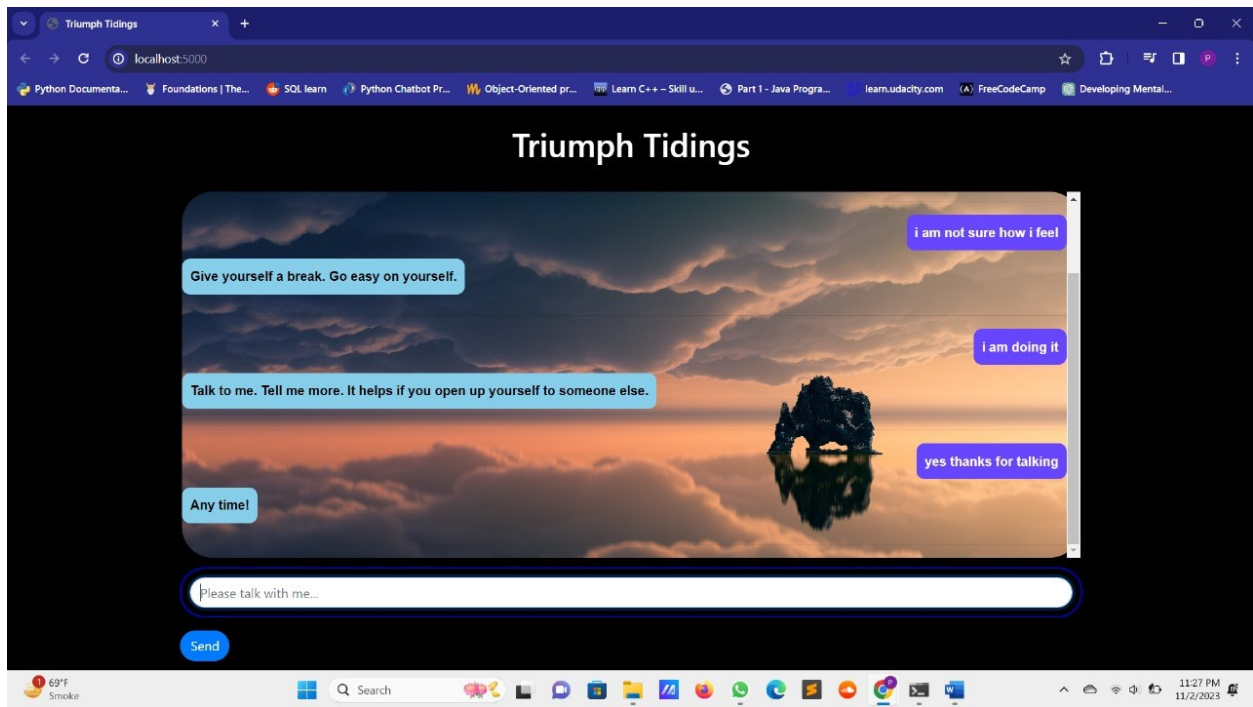 Triumph Tidings
localhost:5000
Python Documenta... Foundations | The... SQL learn Python Chatbot Pr... Object-Oriented pr... Learn C++ – Skill u... Part 1 - Java Progra... learn.udacity.com FreeCodeCamp Developing Mental...
Triumph Tidings
i am not sure how i feel
Give yourself a break. Go easy on yourself.
i am doing it
Talk to me. Tell me more. It helps if you open up yourself to someone else.
yes thanks for talking
Any time!
Please talk with me...
Send
1 69°F
Smoke
Search
11:27 PM
11/2/2023